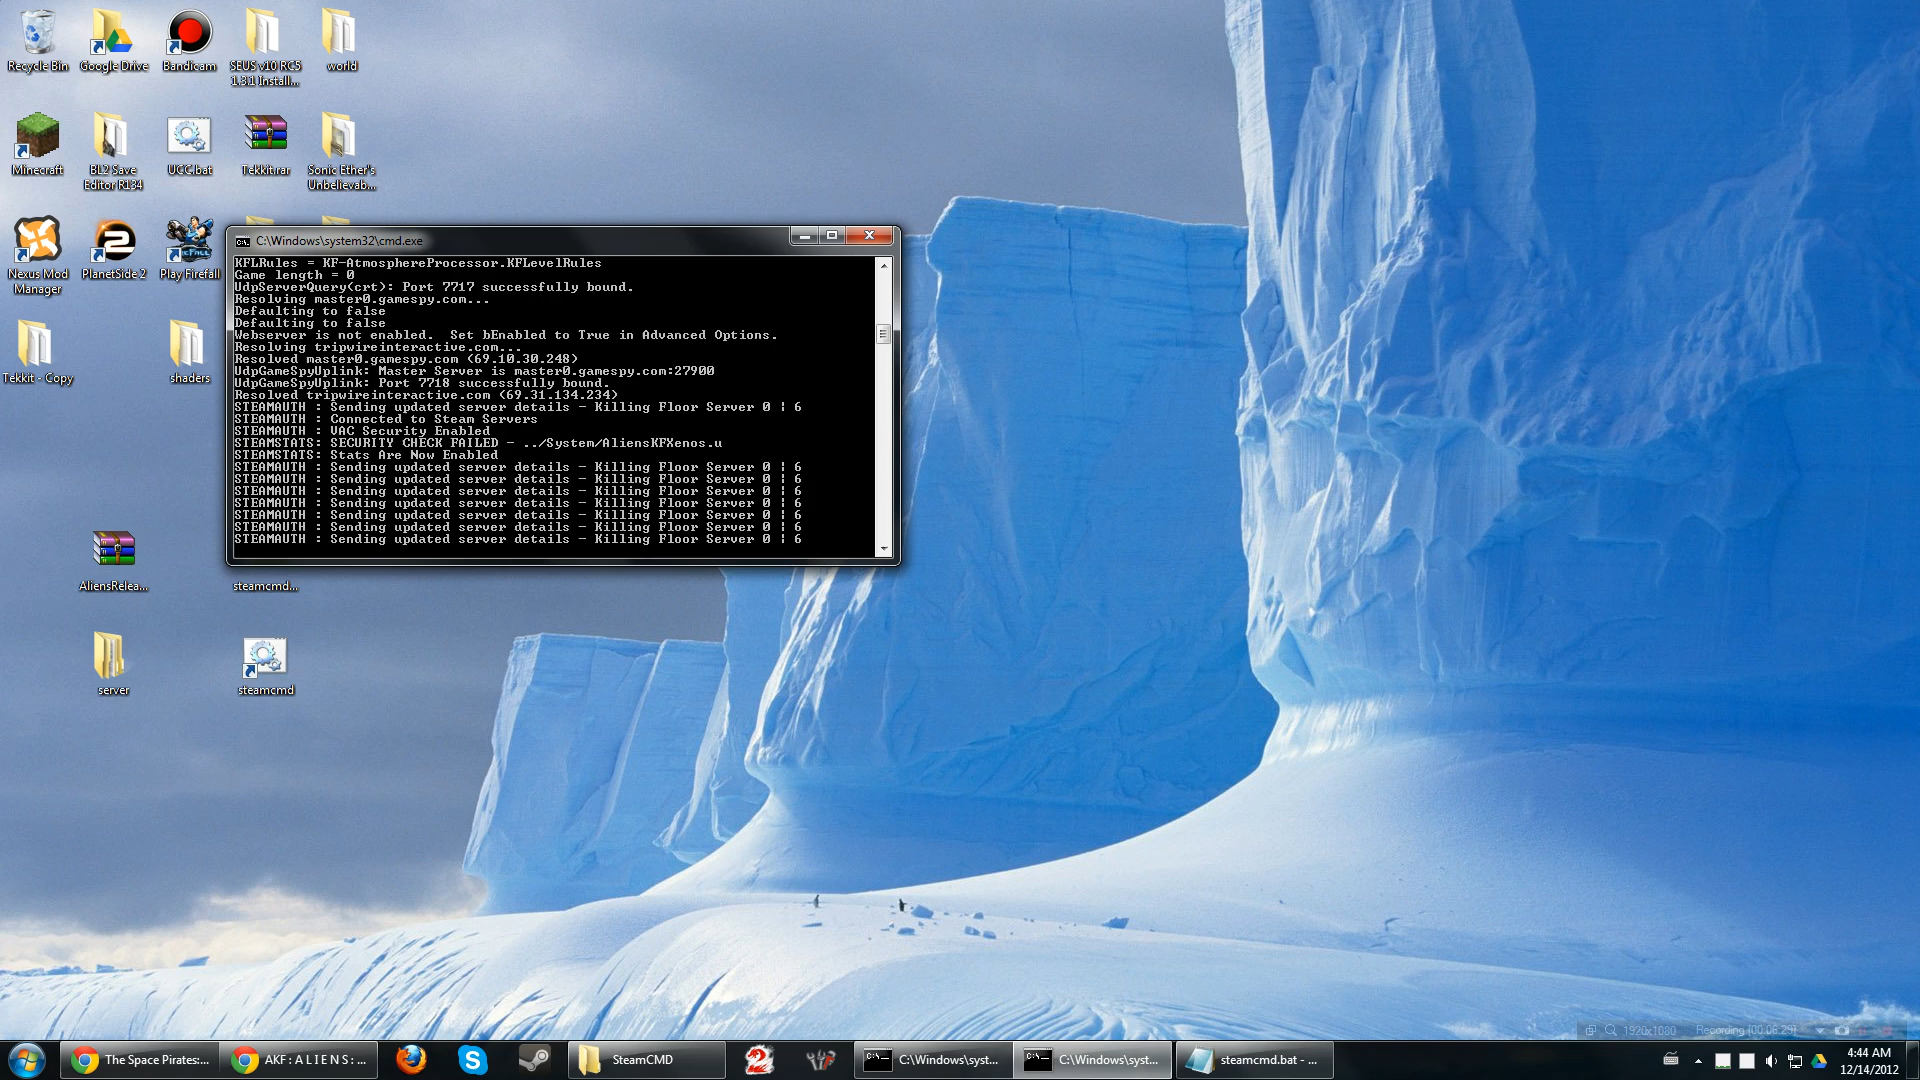 Recycle Bin
Google Drive
Bandicam
SEUS v10 RC5
1.3.1 Install...
world
Minecraft
BL2 Save
Editor R134
UCC.bat
Tekkit.rar
Sonic Ether's
Unbelievab...
Nexus Mod
Manager
PlanetSide 2
Play Firefall
Tekkit - Copy
shaders
AliensRelea...
steamcmd...
server
steamcmd
C:\Windows\system32\cmd.exe
KFLRules = KF-AtmosphereProcessor.KFLevelRules
Game length = 0
UdpServerQuery(crt): Port 7717 successfully bound.
Resolving master0.gamespy.com...
Defaulting to false
Defaulting to false
Webserver is not enabled.  Set bEnabled to True in Advanced Options.
Resolving tripwireinteractive.com...
Resolved master0.gamespy.com (69.10.30.248)
UdpGameSpyUplink: Master Server is master0.gamespy.com:27900
UdpGameSpyUplink: Port 7718 successfully bound.
Resolved tripwireinteractive.com (69.31.134.234)
STEAMAUTH : Sending updated server details - Killing Floor Server 0 | 6
STEAMAUTH : Connected to Steam Servers
STEAMAUTH : VAC Security Enabled
STEAMSTATS: SECURITY CHECK FAILED - ../System/AliensKFXenos.u
STEAMSTATS: Stats Are Now Enabled
STEAMAUTH : Sending updated server details - Killing Floor Server 0 | 6
STEAMAUTH : Sending updated server details - Killing Floor Server 0 | 6
STEAMAUTH : Sending updated server details - Killing Floor Server 0 | 6
STEAMAUTH : Sending updated server details - Killing Floor Server 0 | 6
STEAMAUTH : Sending updated server details - Killing Floor Server 0 | 6
STEAMAUTH : Sending updated server details - Killing Floor Server 0 | 6
STEAMAUTH : Sending updated server details - Killing Floor Server 0 | 6
1920x1080 Recording [00:06:29]
The Space Pirates:...
AKF : A L I E N S : ...
SteamCMD
C:\Windows\syst...
C:\Windows\syst...
steamcmd.bat - ...
4:44 AM
12/14/2012